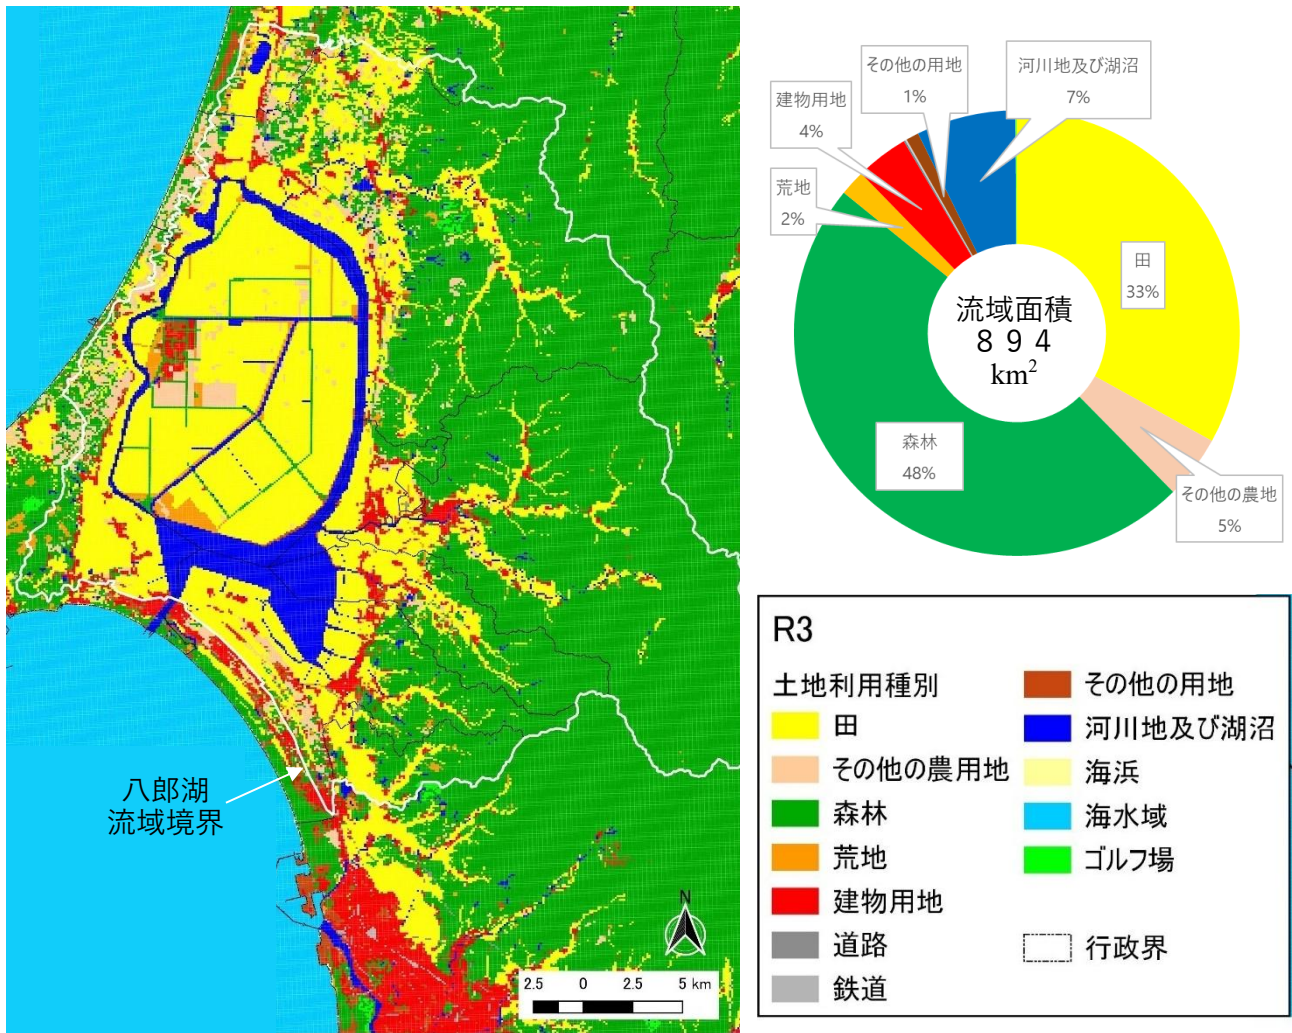 八郎湖
流域境界
N
2.5 0 2.5 5 km
その他の用地
1%
河川地及び湖沼
7%
建物用地
4%
荒地
2%
田
33%
流域面積
８９４
km²
森林
48%
その他の農地
5%
R3
土地利用種別
田
その他の農用地
森林
荒地
建物用地
道路
鉄道
その他の用地
河川地及び湖沼
海浜
海水域
ゴルフ場
行政界